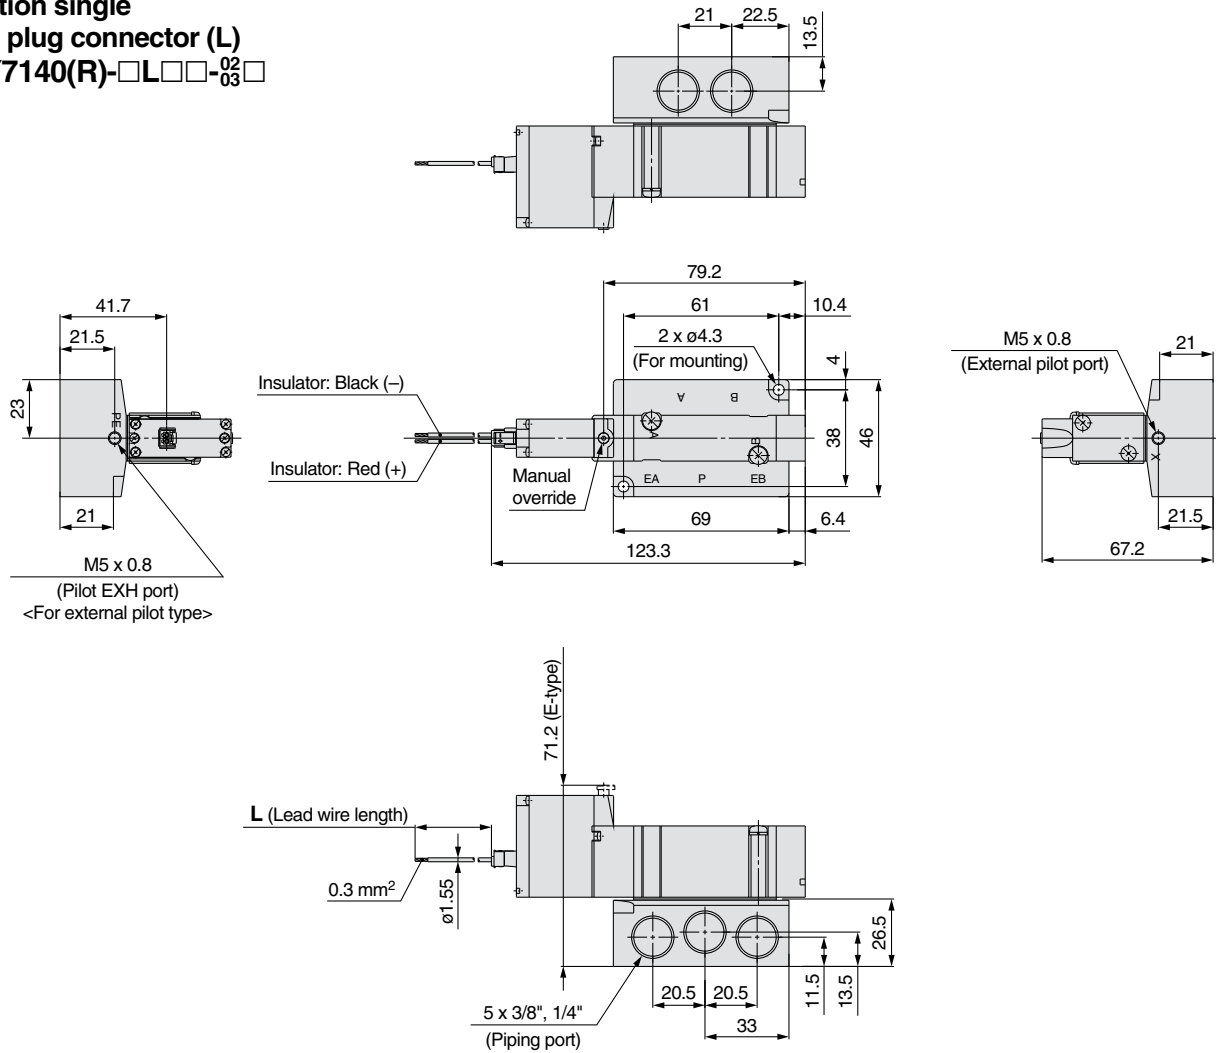 tion single
plug connector (L)
7140(R)-□L□□-02/03□
21
22.5
13.5
79.2
61
10.4
2 x ø4.3
(For mounting)
4
41.7
21.5
23
PE
21
M5 x 0.8
(Pilot EXH port)
<For external pilot type>
Insulator: Black (–)
Insulator: Red (+)
Manual
override
A
B
A
B
EA
P
EB
38
46
69
6.4
123.3
M5 x 0.8
(External pilot port)
21
X
21.5
67.2
71.2 (E-type)
L (Lead wire length)
0.3 mm²
ø1.55
26.5
11.5
13.5
20.5
20.5
33
5 x 3/8", 1/4"
(Piping port)